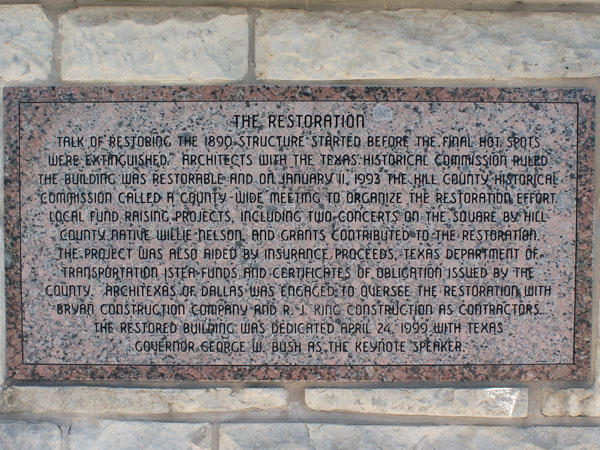 THE RESTORATION
TALK OF RESTORING THE 1890 STRUCTURE STARTED BEFORE THE FINAL HOT SPOTS
WERE EXTINGUISHED. ARCHITECTS WITH THE TEXAS HISTORICAL COMMISSION RULED
THE BUILDING WAS RESTORABLE AND ON JANUARY 11, 1993 THE HILL COUNTY HISTORICAL
COMMISSION CALLED A COUNTY-WIDE MEETING TO ORGANIZE THE RESTORATION EFFORT.
LOCAL FUND RAISING PROJECTS, INCLUDING TWO CONCERTS ON THE SQUARE BY HILL
COUNTY NATIVE WILLIE NELSON, AND GRANTS CONTRIBUTED TO THE RESTORATION.
THE PROJECT WAS ALSO AIDED BY INSURANCE PROCEEDS, TEXAS DEPARTMENT OF
TRANSPORTATION ISTEA FUNDS AND CERTIFICATES OF OBLIGATION ISSUED BY THE
COUNTY. ARCHITEXAS OF DALLAS WAS ENGAGED TO OVERSEE THE RESTORATION WITH
BRYAN CONSTRUCTION COMPANY AND R. J. KING CONSTRUCTION AS CONTRACTORS.
THE RESTORED BUILDING WAS DEDICATED APRIL 24, 1999 WITH TEXAS
GOVERNOR GEORGE W. BUSH AS THE KEYNOTE SPEAKER.